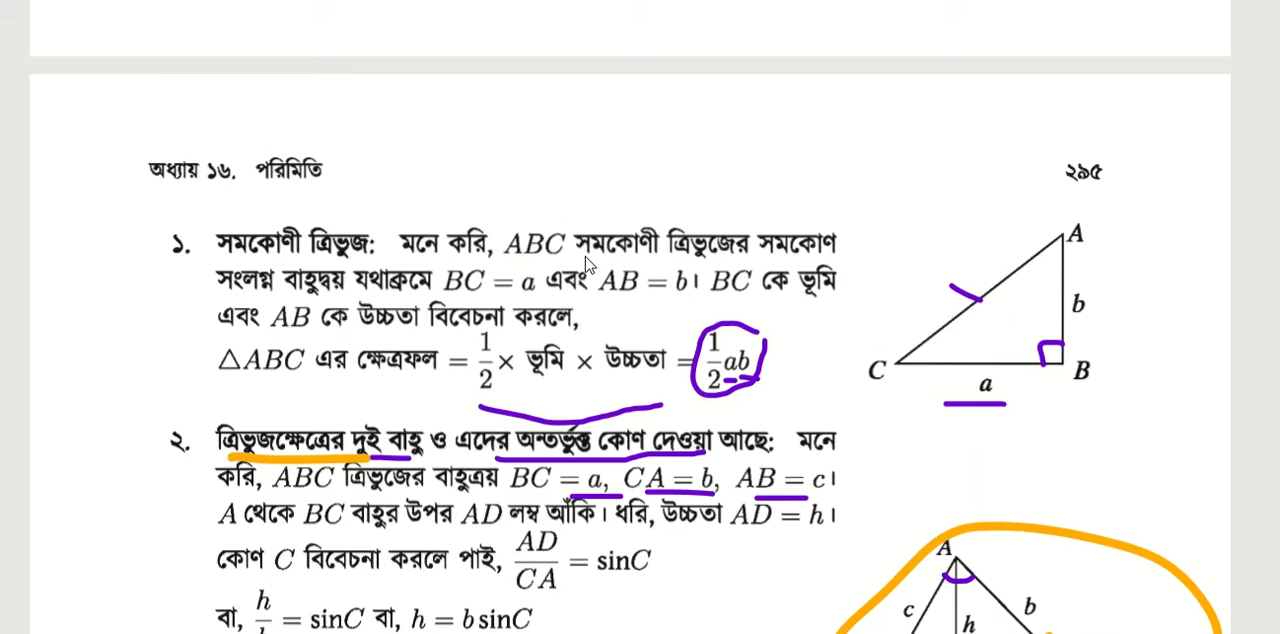 অধ্যায় ১৬. পরিমিতি ২৯৫
১. সমকোণী ত্রিভুজ: মনে করি, ABC সমকোণী ত্রিভুজের সমকোণ
সংলগ্ন বাহুদ্বয় যথাক্রমে BC = a এবং AB = b। BC কে ভূমি
এবং AB কে উচ্চতা বিবেচনা করলে,
△ABC এর ক্ষেত্রফল = 1/2 × ভূমি × উচ্চতা = 1/2 ab
A
b
C
B
a
২. ত্রিভুজক্ষেত্রের দুই বাহু ও এদের অন্তর্ভুক্ত কোণ দেওয়া আছে: মনে
করি, ABC ত্রিভুজের বাহুত্রয় BC = a, CA = b, AB = c।
A থেকে BC বাহুর উপর AD লম্ব আঁকি। ধরি, উচ্চতা AD = h।
কোণ C বিবেচনা করলে পাই, AD/CA = sinC
বা, h/b = sinC বা, h = b sinC
A
c
b
h